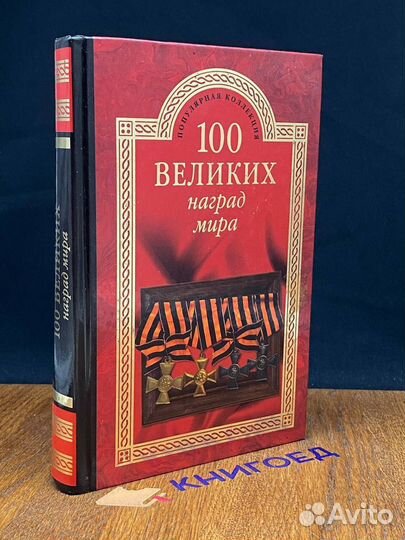 ПОПУЛЯРНАЯ КОЛЛЕКЦИЯ
100
ВЕЛИКИХ
наград
мира
100 ВЕЛИКИХ
наград мира
КНИГОЕД
Avito